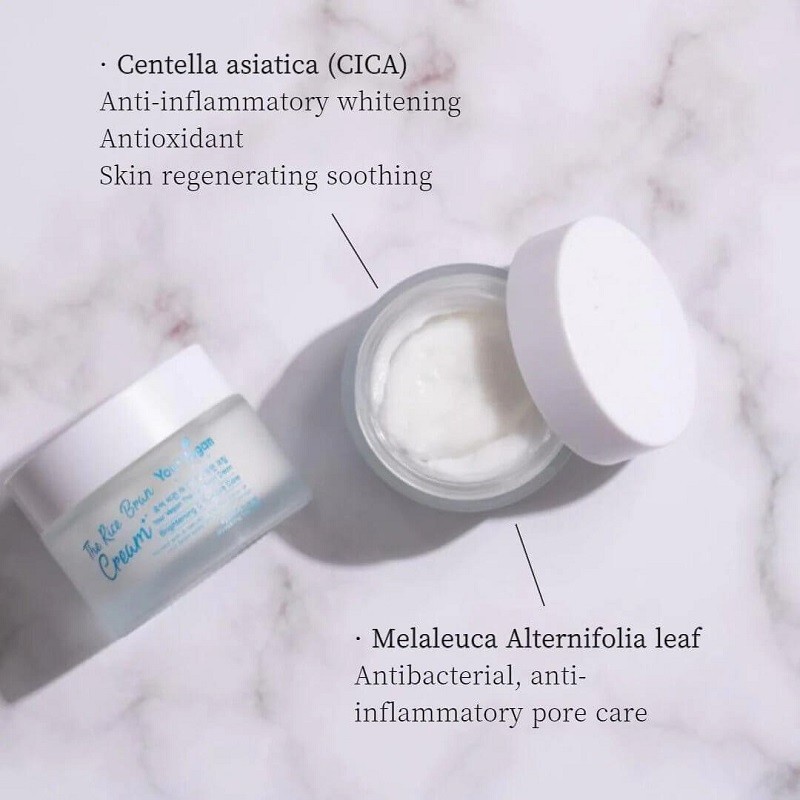 · Centella asiatica (CICA)
Anti-inflammatory whitening
Antioxidant
Skin regenerating soothing
The Rice Bran
Cream
· Melaleuca Alternifolia leaf
Antibacterial, anti-
inflammatory pore care